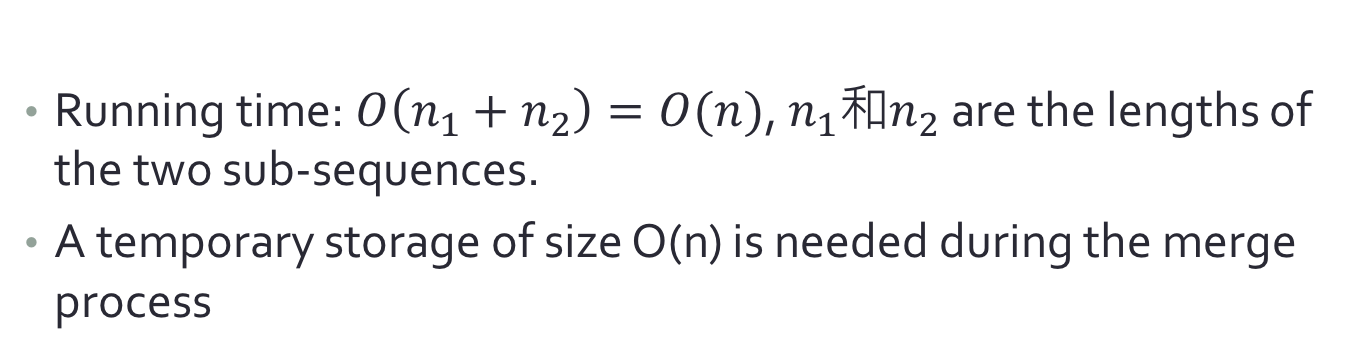 • Running time: O(n₁ + n₂) = O(n), n₁和n₂ are the lengths of
the two sub-sequences.
• A temporary storage of size O(n) is needed during the merge
process